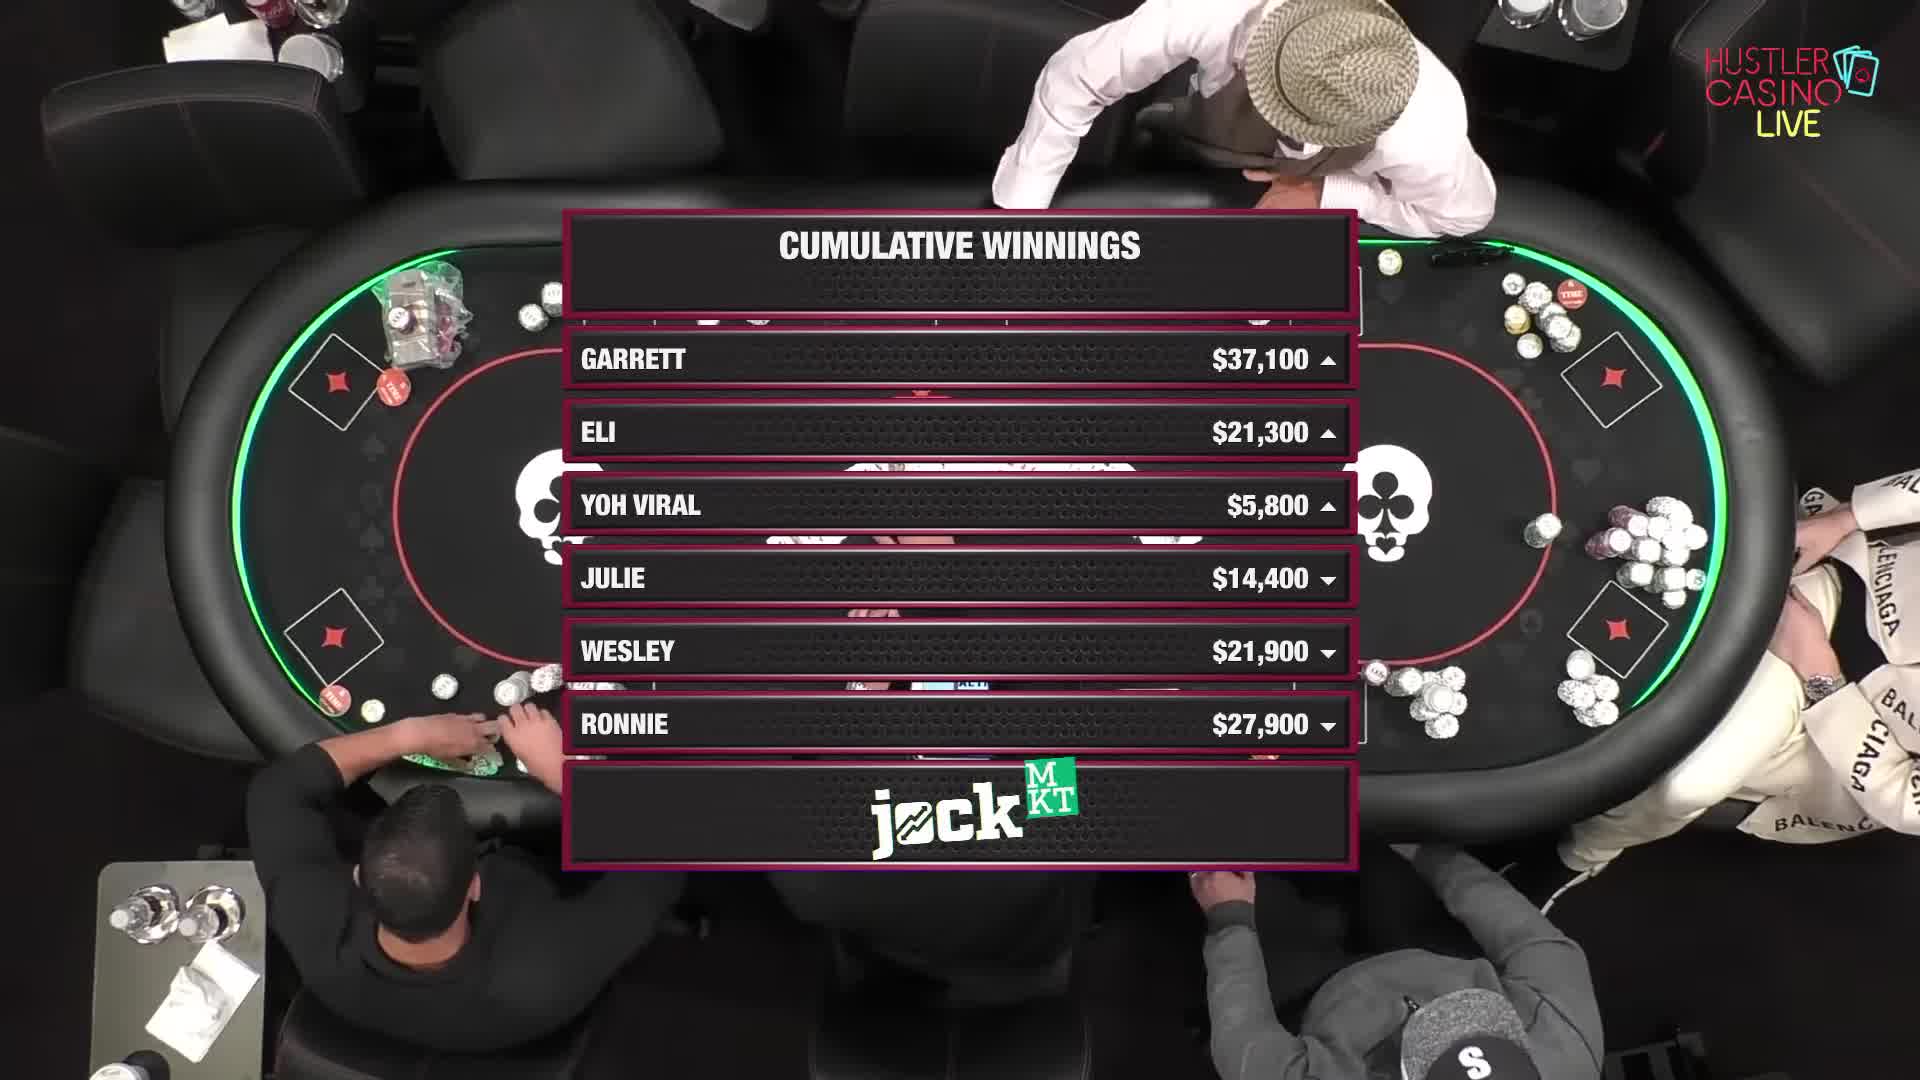 HUSTLER
CASINO
LIVE
CUMULATIVE WINNINGS
GARRETT $37,100 ▲
ELI $21,300 ▲
YOH VIRAL $5,800 ▲
JULIE $14,400 ▼
WESLEY $21,900 ▼
RONNIE $27,900 ▼
jock MKT
BALENCIAGA
S